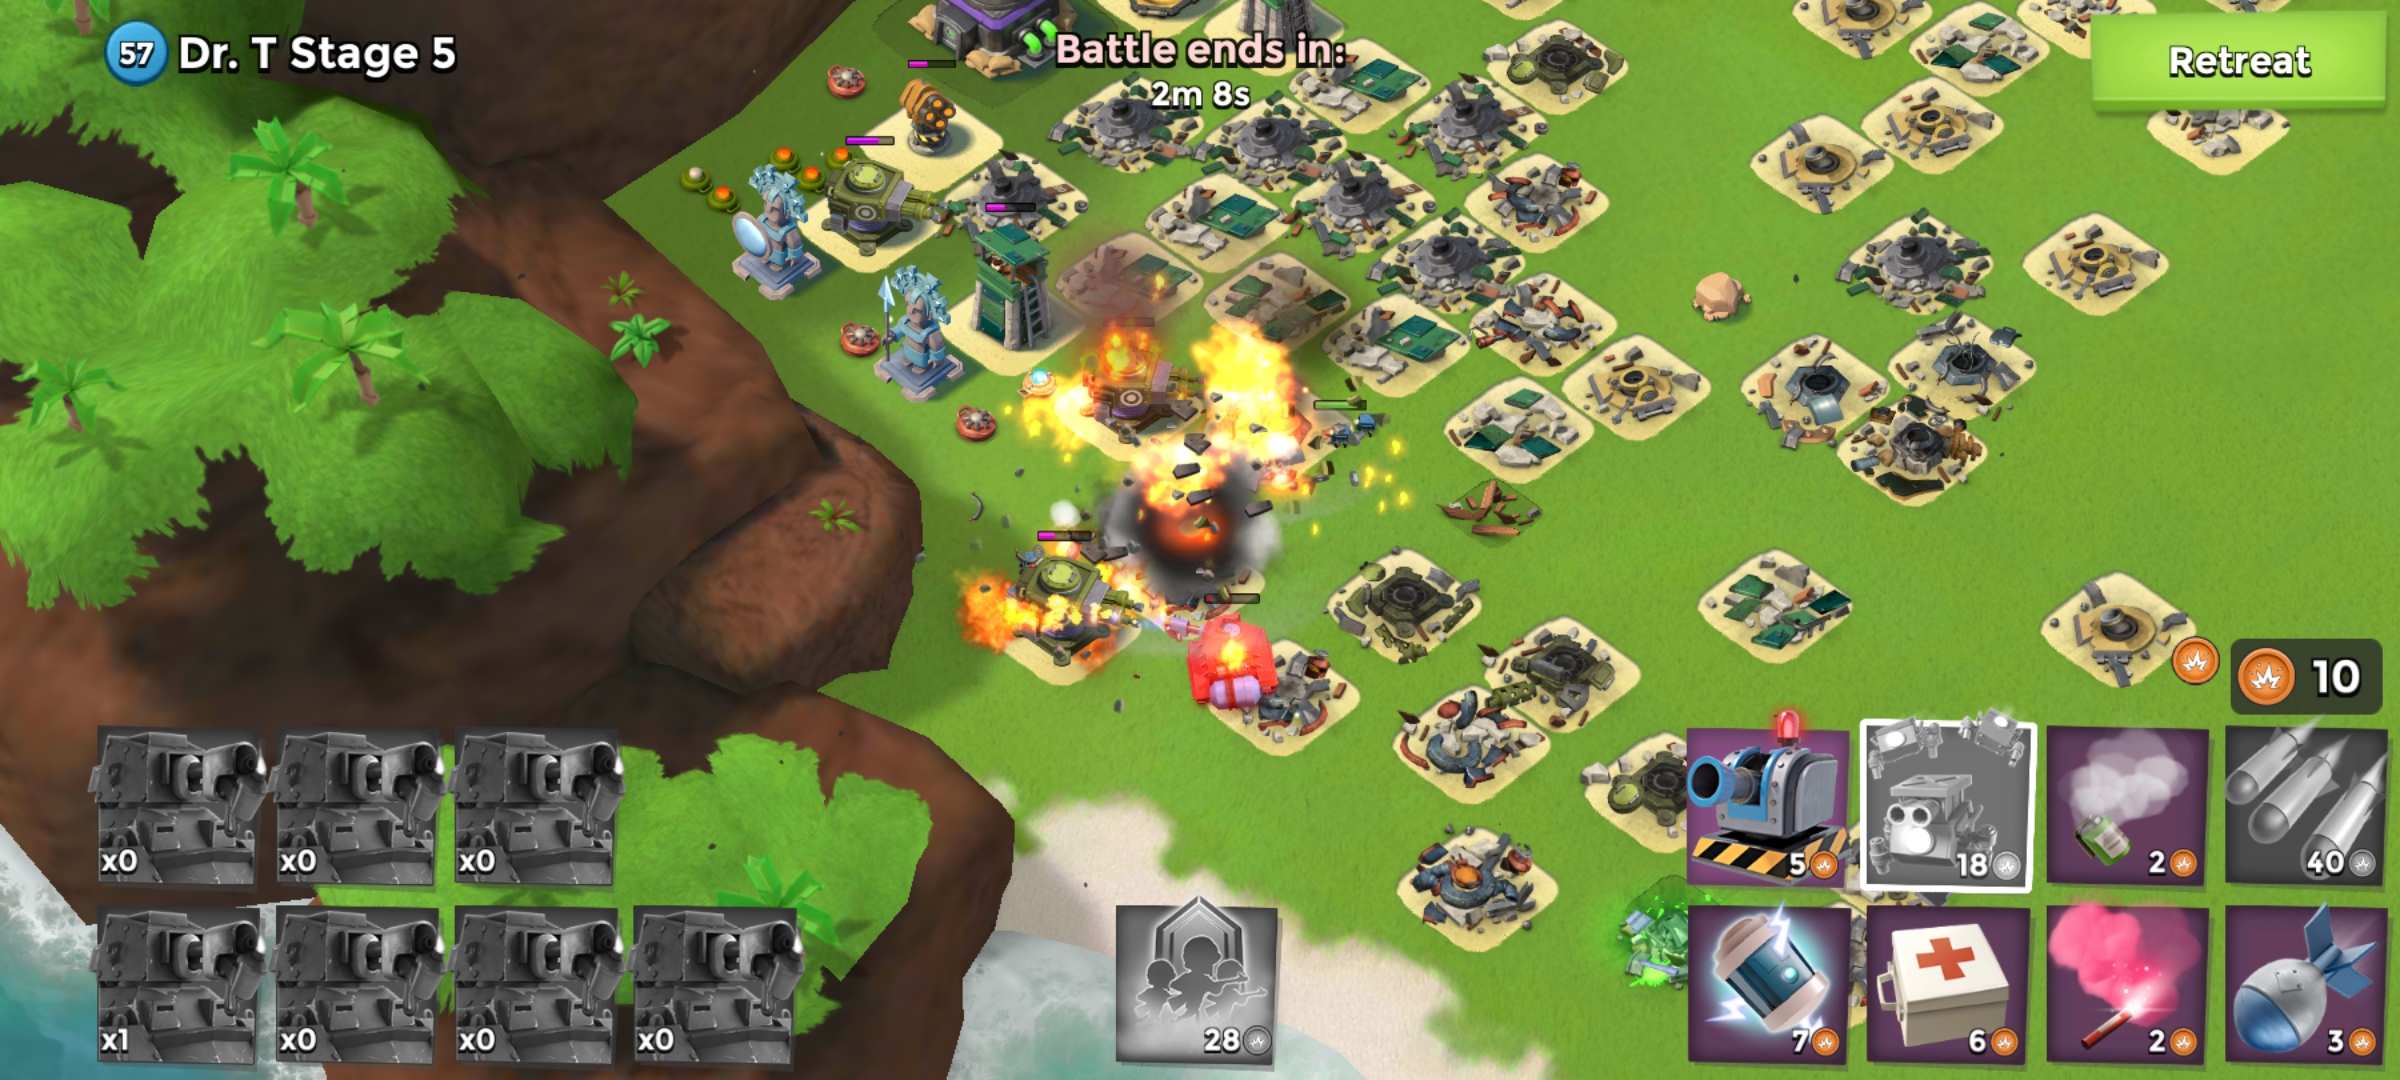 57 Dr. T Stage 5
Battle ends in:
2m 8s
Retreat
10
x0 x0 x0
5 18 2 40
x1 x0 x0 x0
28
7 6 2 3